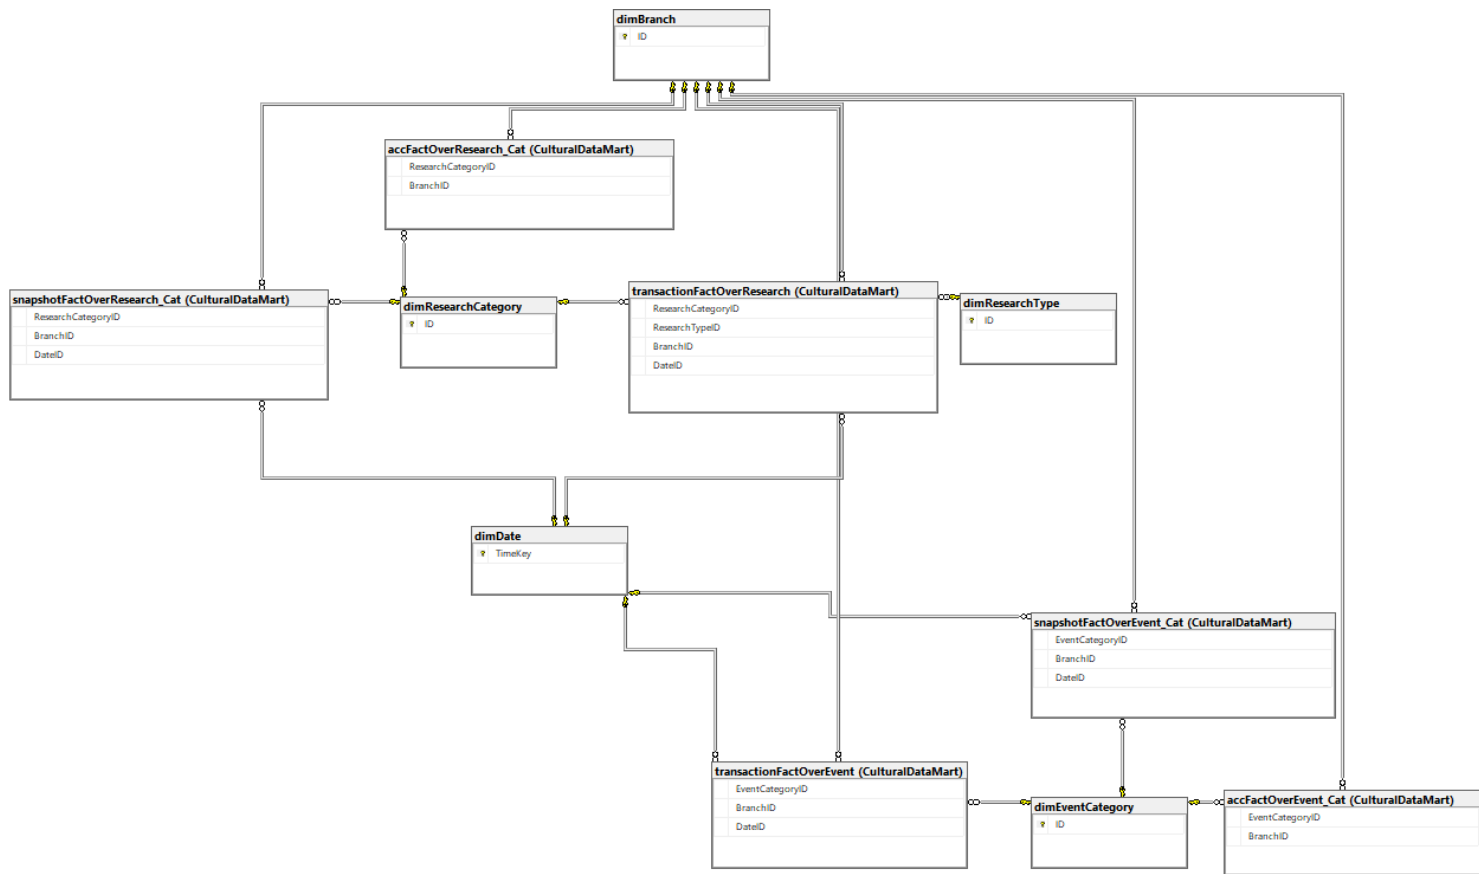 dimBranch
ID
accFactOverResearch_Cat (CulturalDataMart)
ResearchCategoryID
BranchID
snapshotFactOverResearch_Cat (CulturalDataMart)
ResearchCategoryID
BranchID
DateID
dimResearchCategory
ID
transactionFactOverResearch (CulturalDataMart)
ResearchCategoryID
ResearchTypeID
BranchID
DateID
dimResearchType
ID
dimDate
TimeKey
snapshotFactOverEvent_Cat (CulturalDataMart)
EventCategoryID
BranchID
DateID
transactionFactOverEvent (CulturalDataMart)
EventCategoryID
BranchID
DateID
dimEventCategory
ID
accFactOverEvent_Cat (CulturalDataMart)
EventCategoryID
BranchID